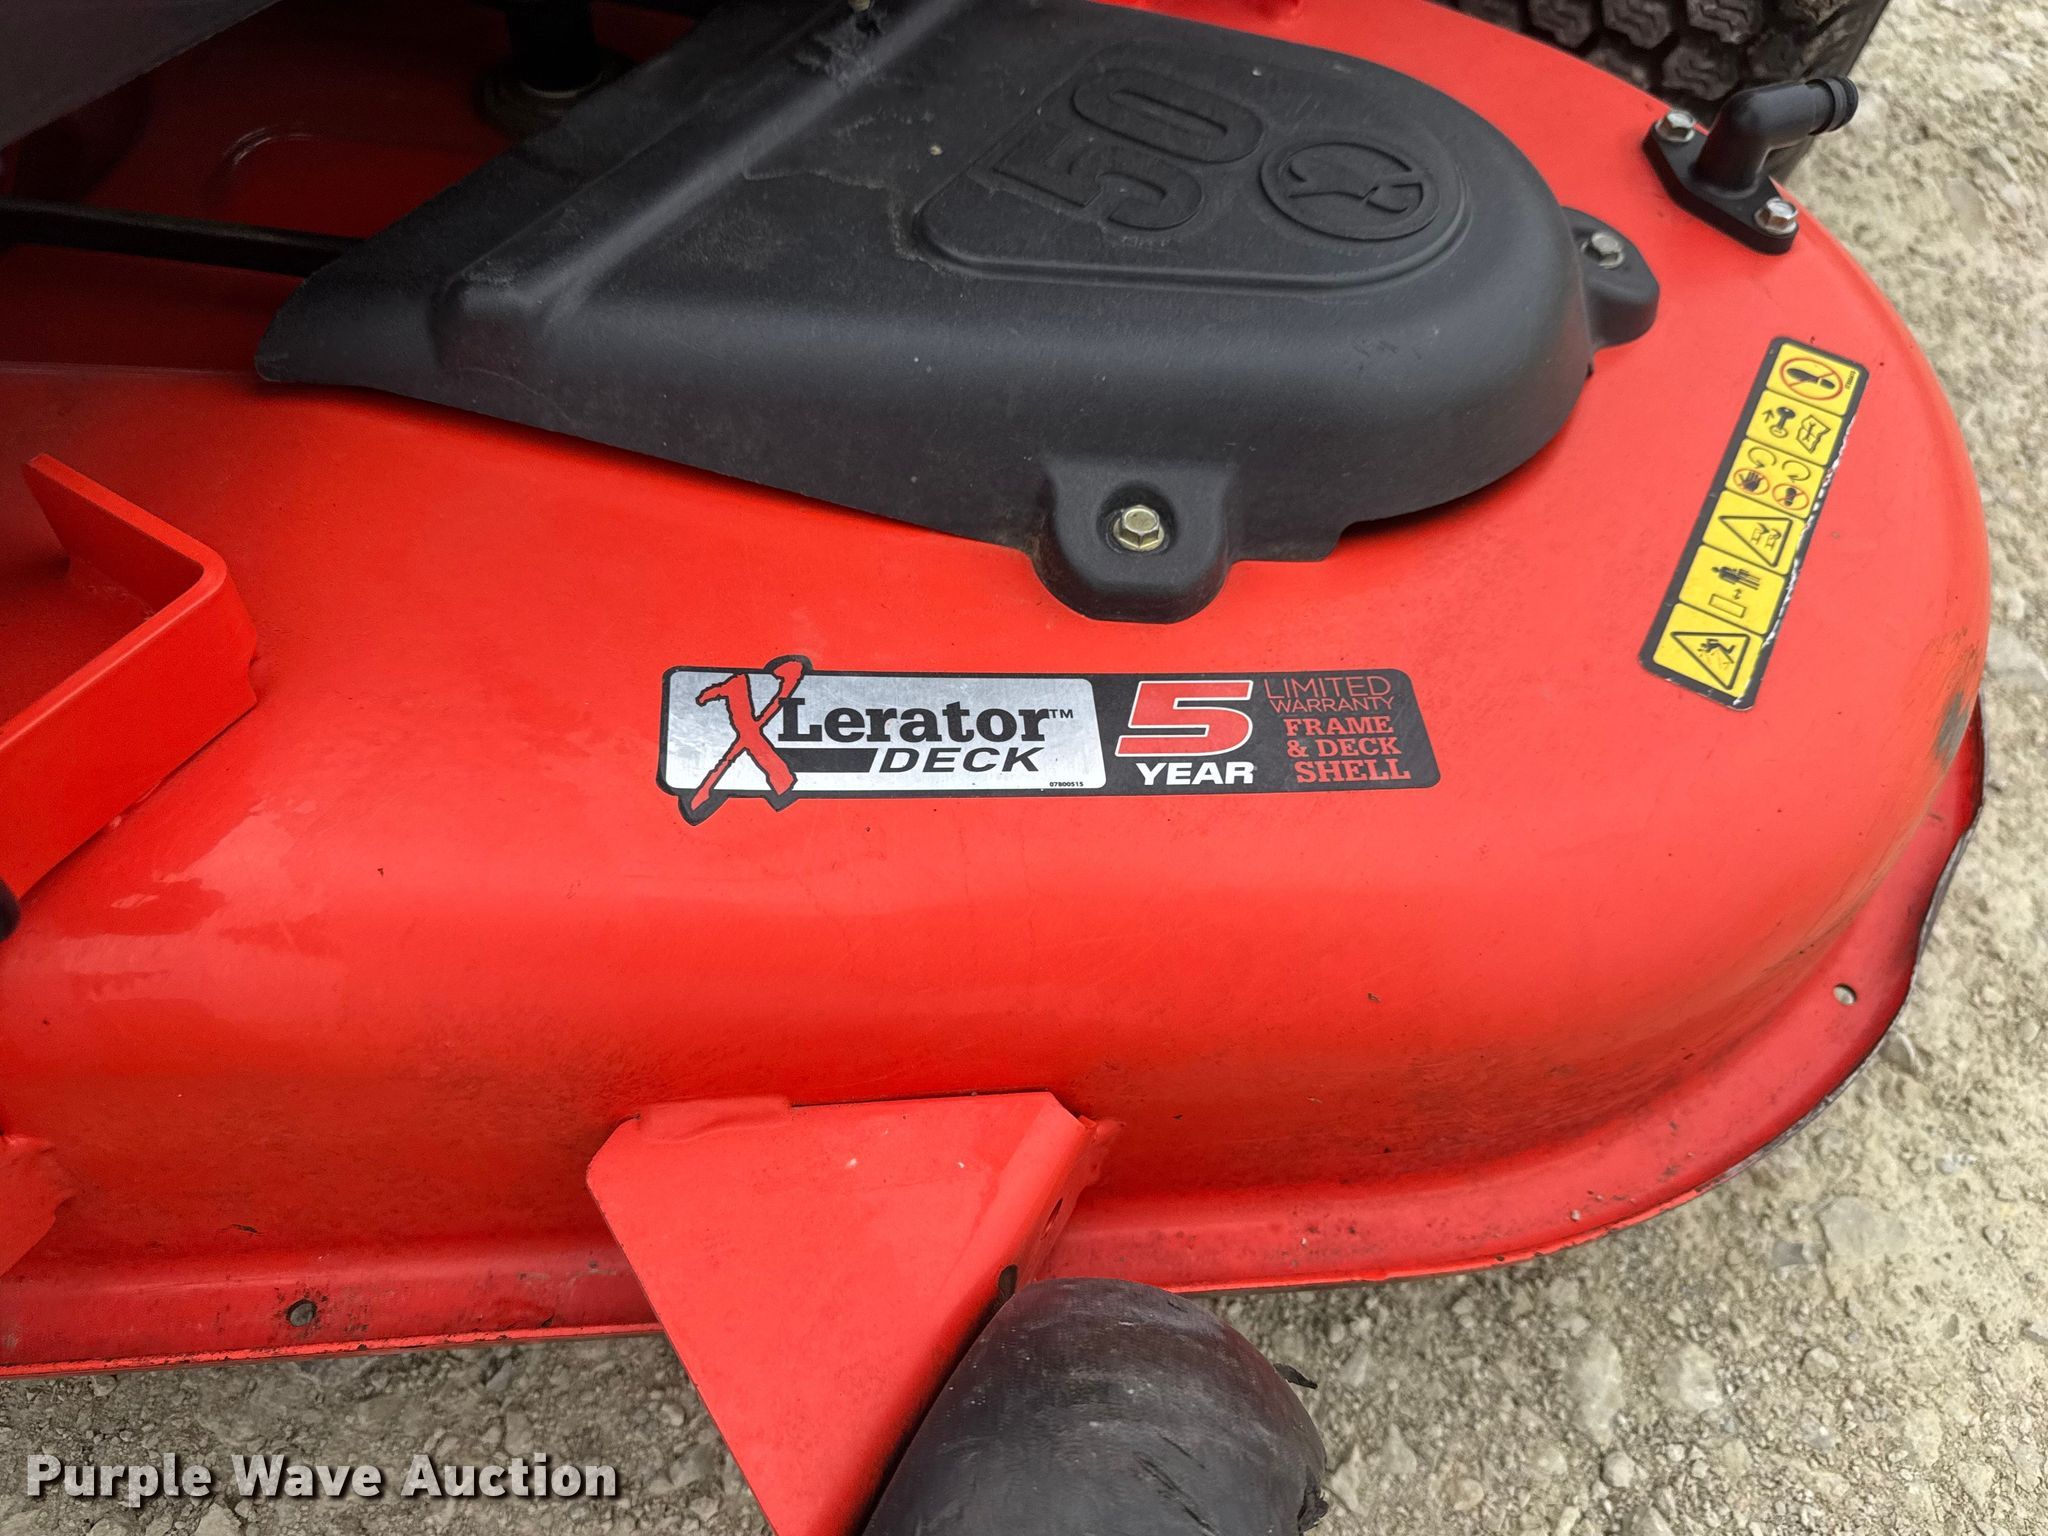 50
XLerator™
DECK
07800515
5
YEAR
LIMITED
WARRANTY
FRAME
& DECK
SHELL
Purple Wave Auction